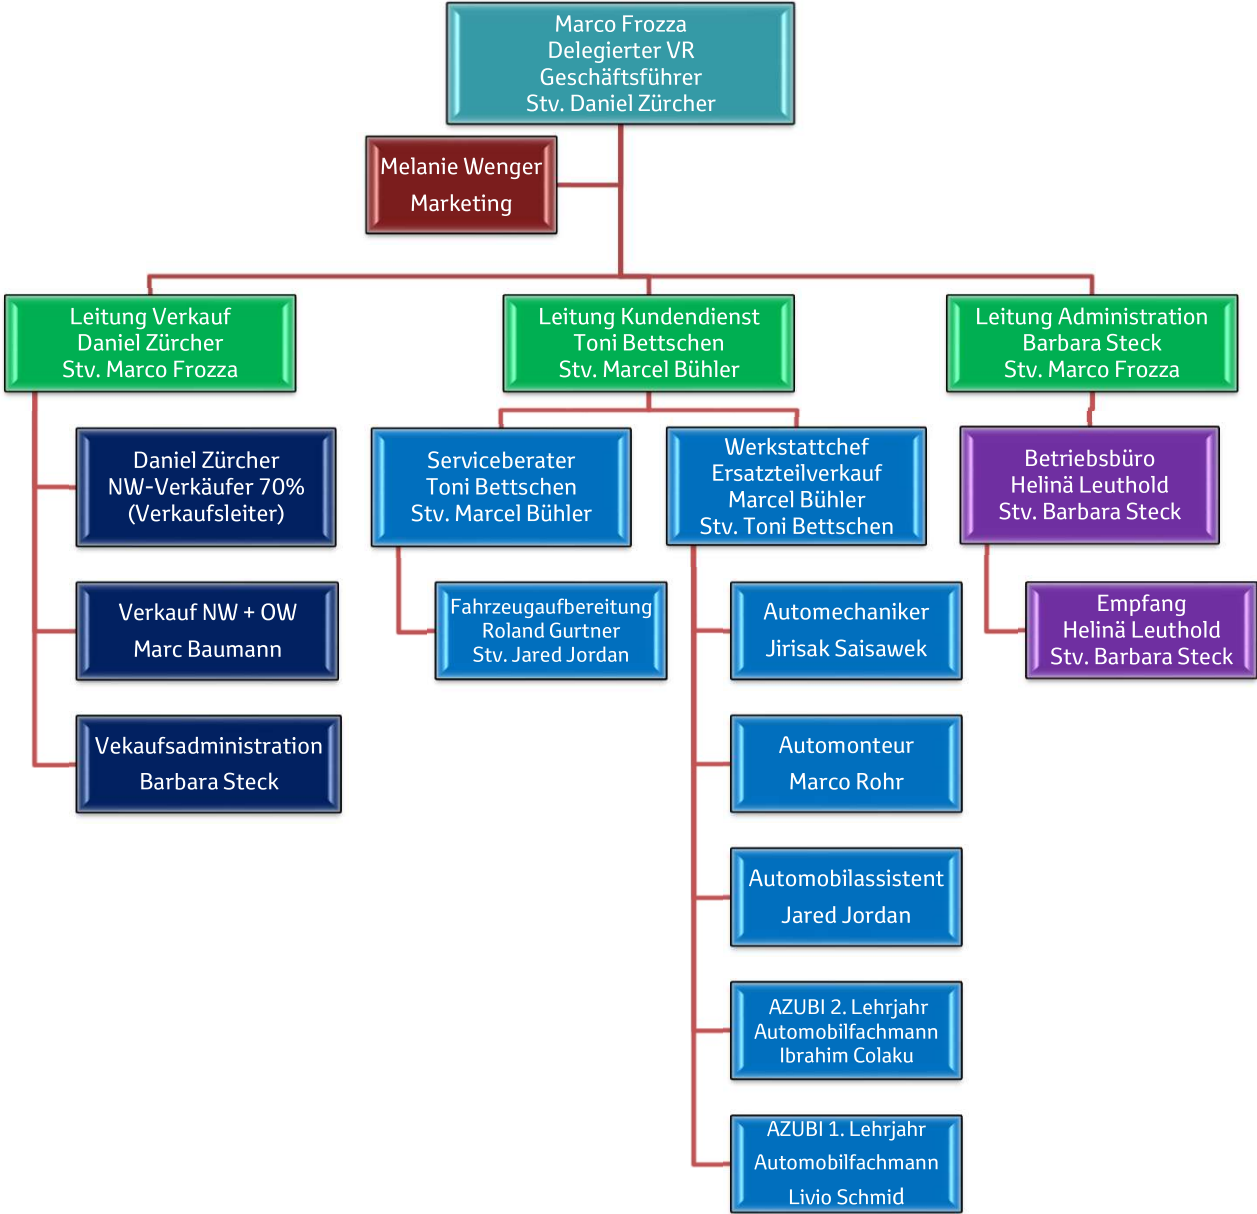 Marco Frozza
Delegierter VR
Geschäftsführer
Stv. Daniel Zürcher
Melanie Wenger
Marketing
Leitung Verkauf
Daniel Zürcher
Stv. Marco Frozza
Leitung Kundendienst
Toni Bettschen
Stv. Marcel Bühler
Leitung Administration
Barbara Steck
Stv. Marco Frozza
Daniel Zürcher
NW-Verkäufer 70%
(Verkaufsleiter)
Verkauf NW + OW
Marc Baumann
Vekaufsadministration
Barbara Steck
Serviceberater
Toni Bettschen
Stv. Marcel Bühler
Fahrzeugaufbereitung
Roland Gurtner
Stv. Jared Jordan
Werkstattchef
Ersatzteilverkauf
Marcel Bühler
Stv. Toni Bettschen
Automechaniker
Jirisak Saisawek
Automonteur
Marco Rohr
Automobilassistent
Jared Jordan
AZUBI 2. Lehrjahr
Automobilfachmann
Ibrahim Colaku
AZUBI 1. Lehrjahr
Automobilfachmann
Livio Schmid
Betriebsbüro
Helinä Leuthold
Stv. Barbara Steck
Empfang
Helinä Leuthold
Stv. Barbara Steck